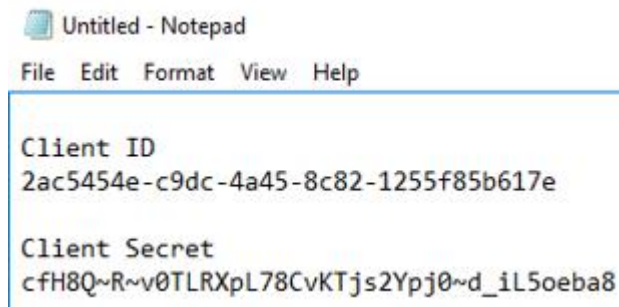 Untitled - Notepad
File Edit Format View Help
Client ID
2ac5454e-c9dc-4a45-8c82-1255f85b617e
Client Secret
cfH8Q~R~v0TLRXpL78CvKTjs2Ypj0~d_iL5oeba8